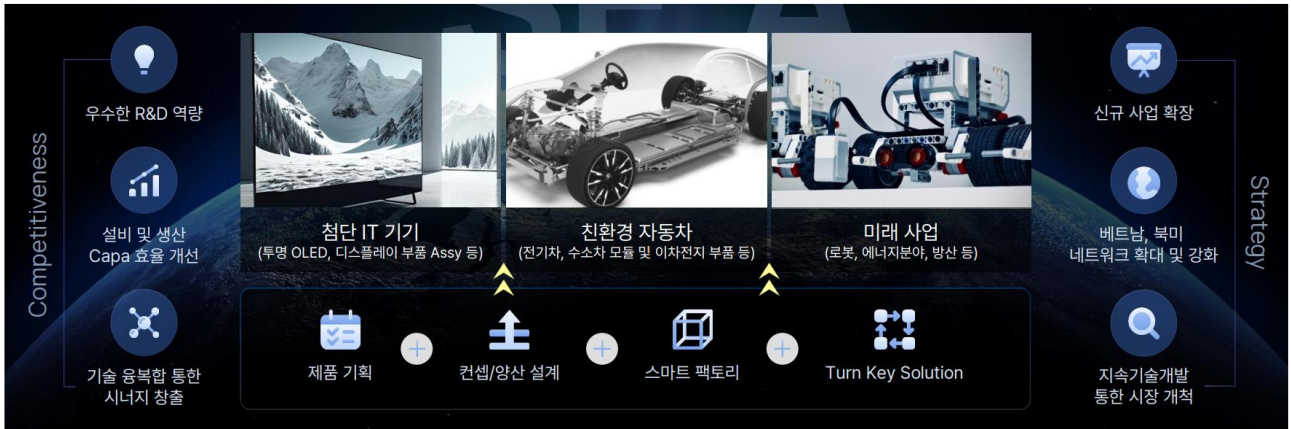 Competitiveness
우수한 R&D 역량
설비 및 생산
Capa 효율 개선
기술 융복합 통한
시너지 창출
첨단 IT 기기
(투명 OLED, 디스플레이 부품 Assy 등)
친환경 자동차
(전기차, 수소차 모듈 및 이차전지 부품 등)
미래 사업
(로봇, 에너지분야, 방산 등)
제품 기획
컨셉/양산 설계
스마트 팩토리
Turn Key Solution
Strategy
신규 사업 확장
베트남, 북미
네트워크 확대 및 강화
지속기술개발
통한 시장 개척